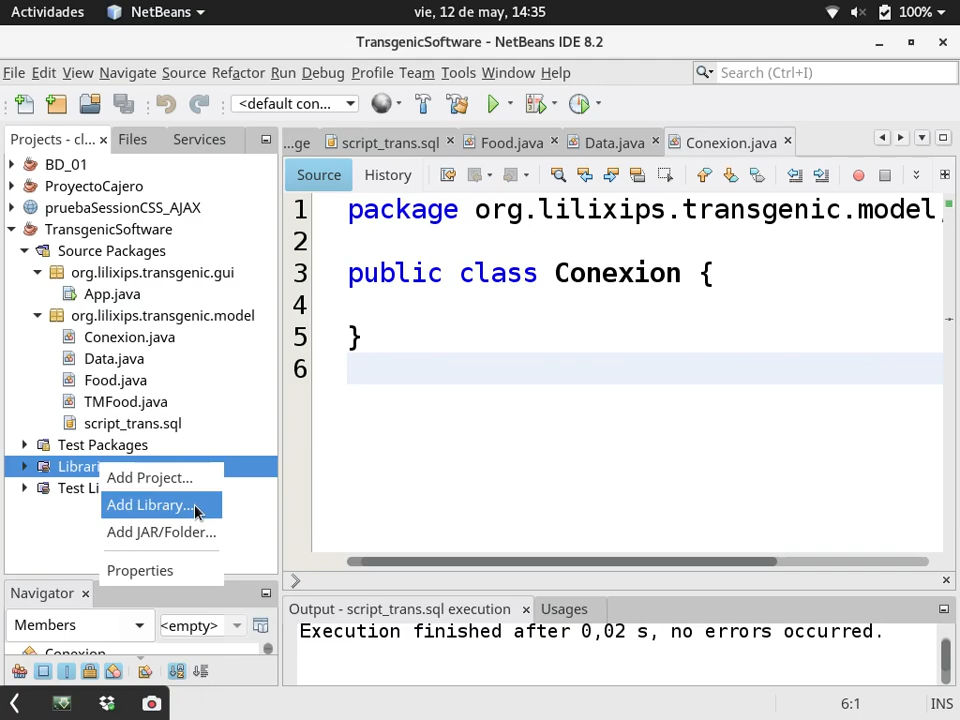 Actividades NetBeans vie, 12 de may, 14:35 100%
TransgenicSoftware - NetBeans IDE 8.2
File Edit View Navigate Source Refactor Run Debug Profile Team Tools Window Help Search (Ctrl+I)
<default con...
Projects - cl... Files Services
BD_01
ProyectoCajero
pruebaSessionCSS_AJAX
TransgenicSoftware
Source Packages
org.lilixips.transgenic.gui
App.java
org.lilixips.transgenic.model
Conexion.java
Data.java
Food.java
TMFood.java
script_trans.sql
Test Packages
Librari
Test Li
Add Project...
Add Library...
Add JAR/Folder...
Properties
Navigator
Members <empty>
Conexion
...ge script_trans.sql Food.java Data.java Conexion.java
Source History
1 package org.lilixips.transgenic.model;
2
3 public class Conexion {
4
5 }
6
Output - script_trans.sql execution Usages
Execution finished after 0,02 s, no errors occurred.
6:1 INS